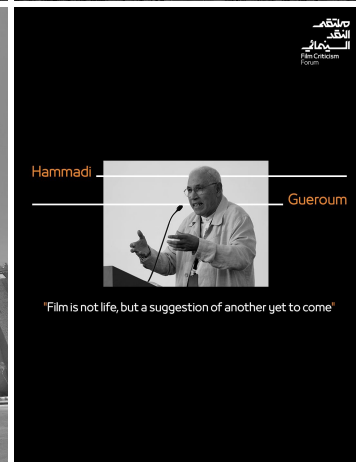 ملتقى
النقد
السينمائي
Film Criticism
Forum
Hammadi
Gueroum
"Film is not life, but a suggestion of another yet to come"